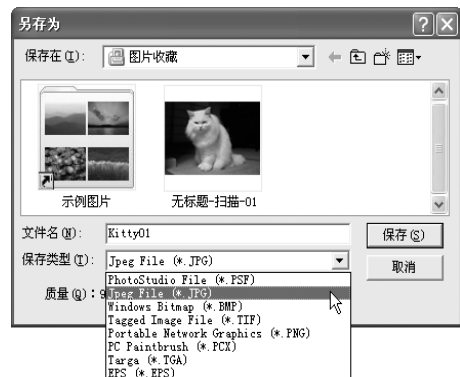 另存为
保存在(I): 图片收藏
示例图片 无标题-扫描-01
文件名(N): Kitty01 保存(S)
保存类型(T): Jpeg File (*.JPG) 取消
PhotoStudio File (*.PSF)
质量(Q): 9 Jpeg File (*.JPG)
Windows Bitmap (*.BMP)
Tagged Image File (*.TIF)
Portable Network Graphics (*.PNG)
PC Paintbrush (*.PCX)
Targa (*.TGA)
EPS (*.EPS)